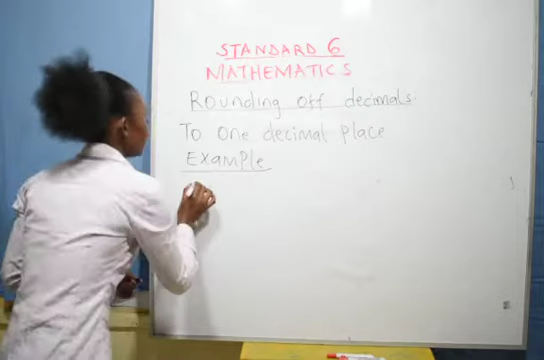 STANDARD 6
MATHEMATICS
Rounding off decimals
To One decimal place
Example